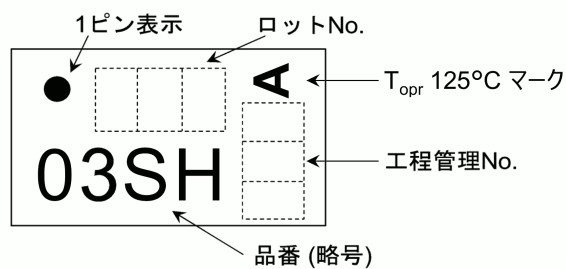 1ピン表示
ロットNo.
A
Topr 125°C マーク
03SH
工程管理No.
品番 (略号)